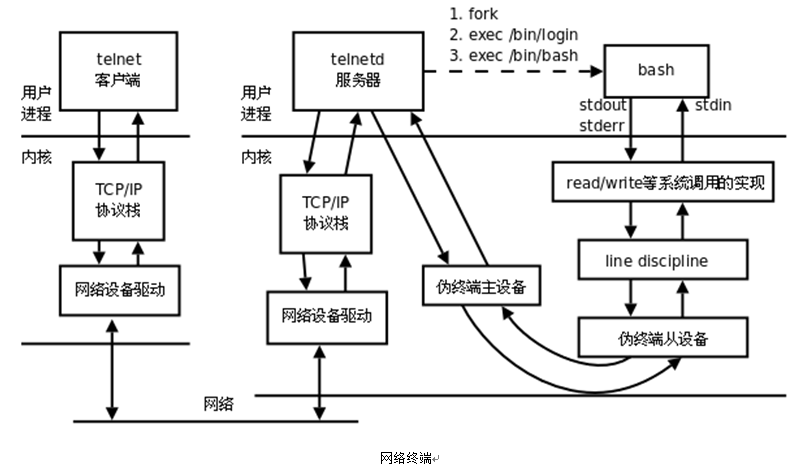 telnet
客户端
用户
进程
内核
TCP/IP
协议栈
网络设备驱动
telnetd
服务器
1. fork
2. exec /bin/login
3. exec /bin/bash
bash
用户
进程
stdout
stderr
stdin
内核
TCP/IP
协议栈
网络设备驱动
伪终端主设备
read/write等系统调用的实现
line discipline
伪终端从设备
网络
网络终端↵